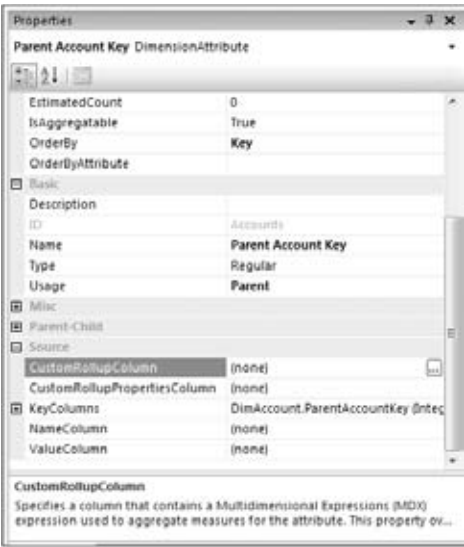 Properties
Parent Account Key DimensionAttribute
EstimatedCount 0
IsAggregatable True
OrderBy Key
OrderByAttribute
Basic
Description
ID Accounts
Name Parent Account Key
Type Regular
Usage Parent
Misc
Parent-Child
Source
CustomRollupColumn (none) ...
CustomRollupPropertiesColumn (none)
KeyColumns DimAccount.ParentAccountKey (Integ
NameColumn (none)
ValueColumn (none)
CustomRollupColumn
Specifies a column that contains a Multidimensional Expressions (MDX)
expression used to aggregate measures for the attribute. This property ov...